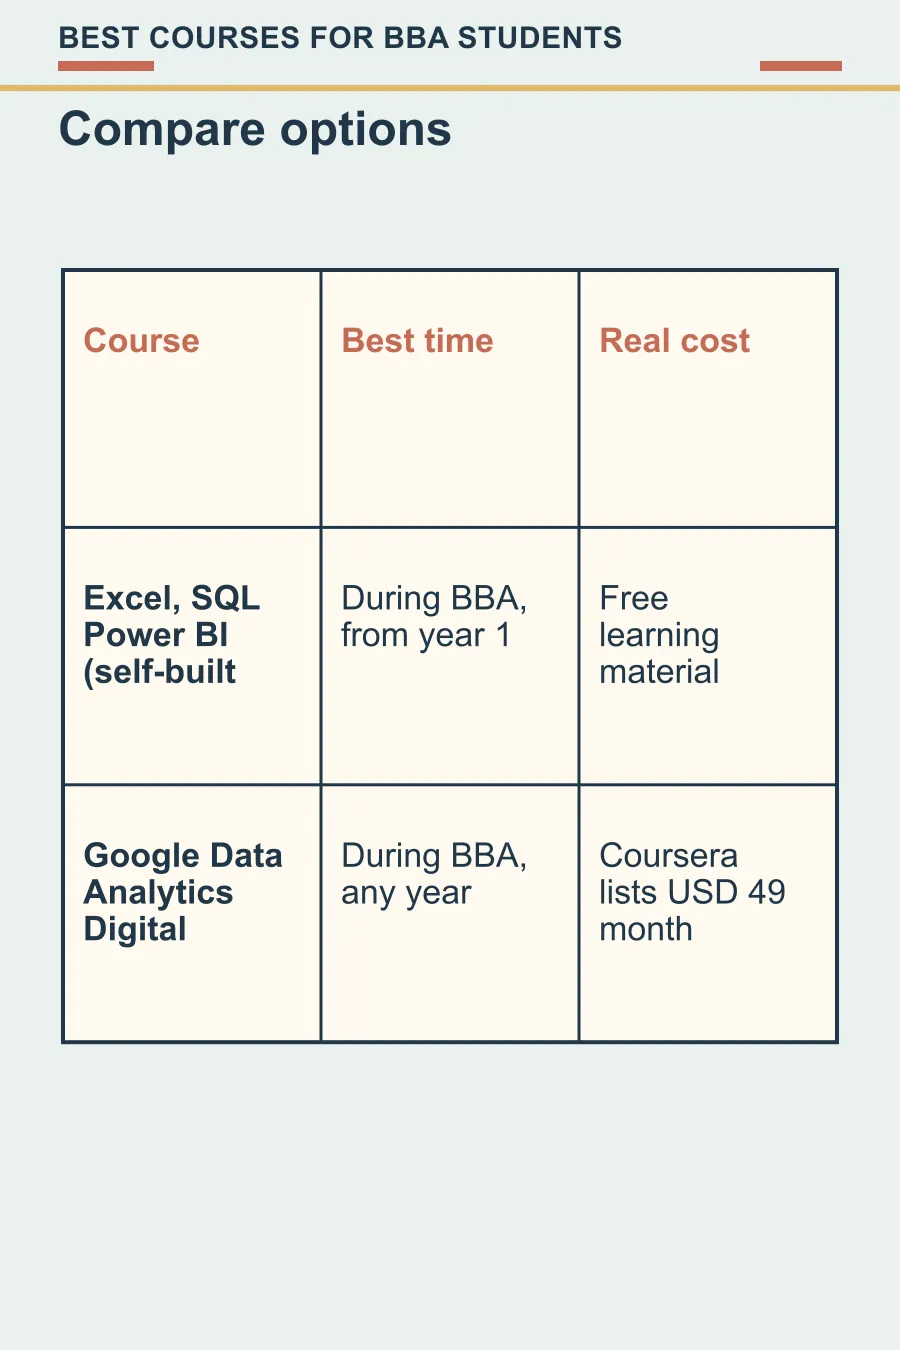 BEST COURSES FOR BBA STUDENTS
Compare options
Course
Best time
Real cost
Excel, SQL
Power BI
(self-built
During BBA,
from year 1
Free
learning
material
Google Data
Analytics
Digital
During BBA,
any year
Coursera
lists USD 49
month